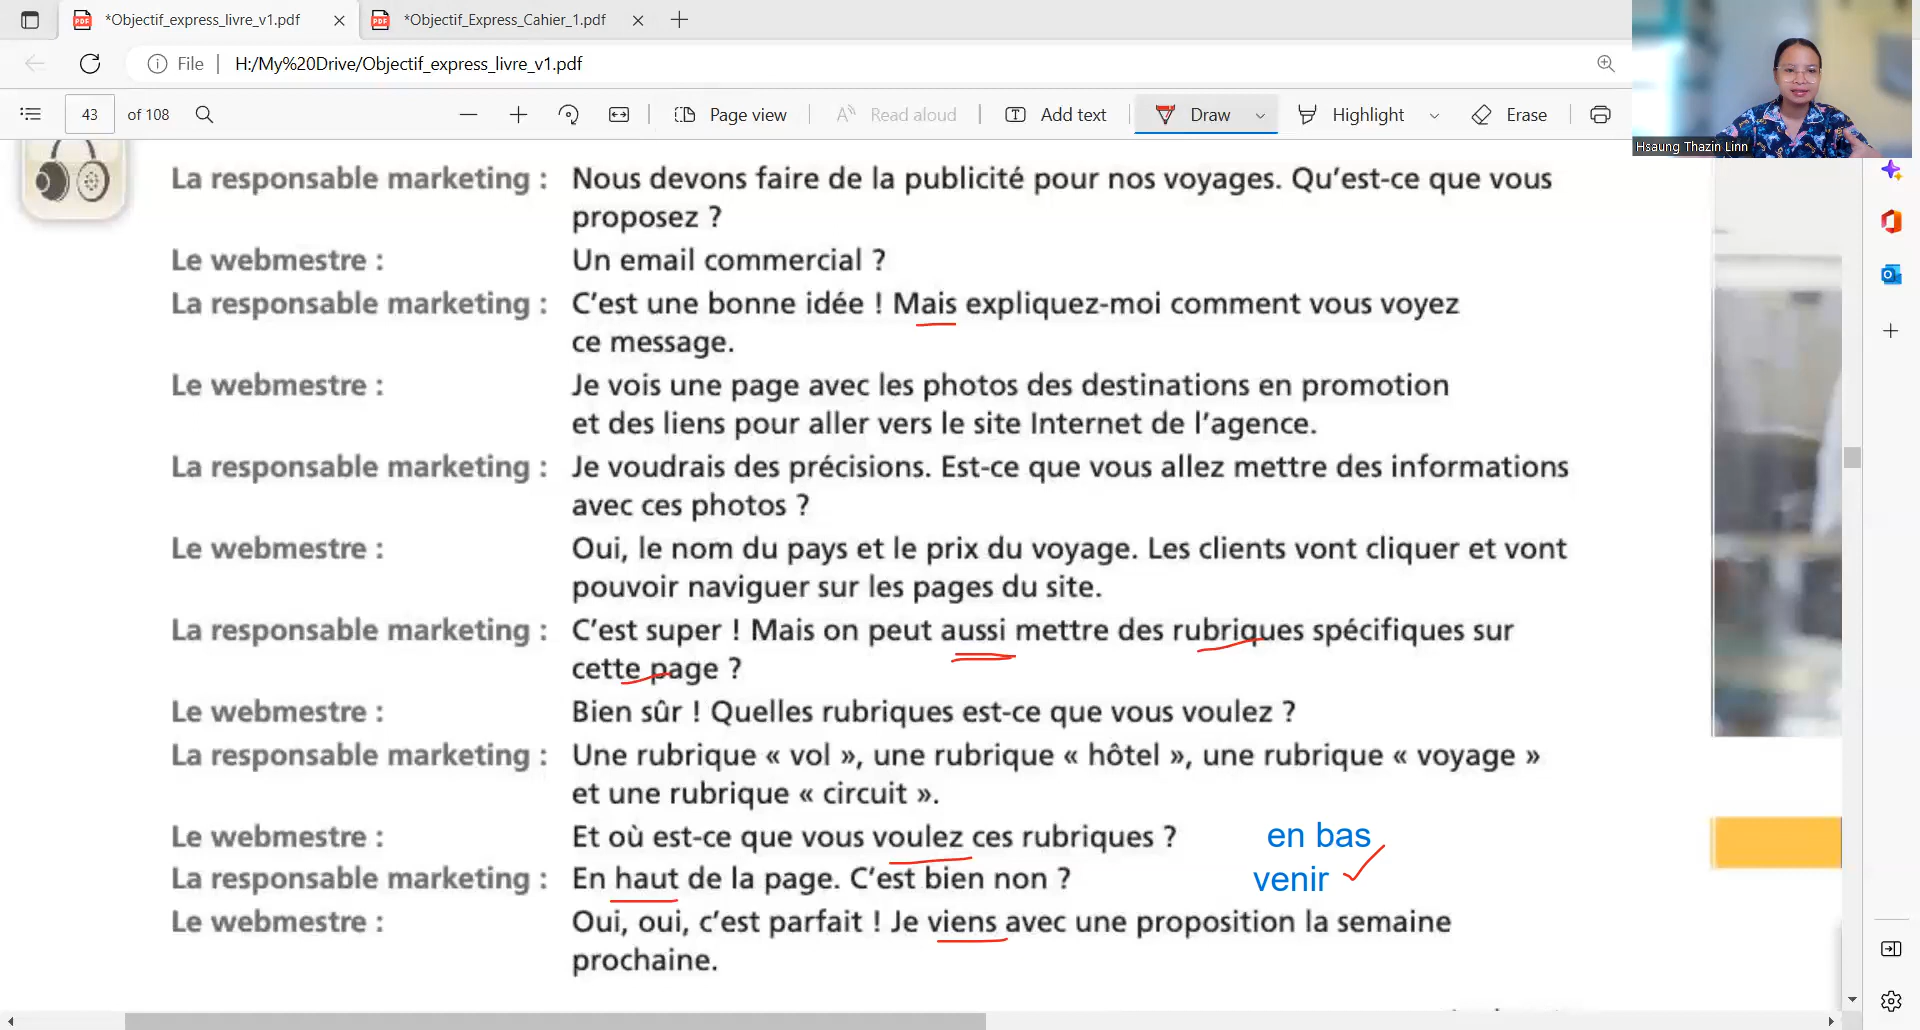 *Objectif_express_livre_v1.pdf
*Objectif_Express_Cahier_1.pdf
File
H:/My%20Drive/Objectif_express_livre_v1.pdf
43 of 108
Page view
Read aloud
Add text
Draw
Highlight
Erase
Hsaung Thazin Linn
La responsable marketing : Nous devons faire de la publicité pour nos voyages. Qu’est-ce que vous
proposez ?
Le webmestre : Un email commercial ?
La responsable marketing : C’est une bonne idée ! Mais expliquez-moi comment vous voyez
ce message.
Le webmestre : Je vois une page avec les photos des destinations en promotion
et des liens pour aller vers le site Internet de l’agence.
La responsable marketing : Je voudrais des précisions. Est-ce que vous allez mettre des informations
avec ces photos ?
Le webmestre : Oui, le nom du pays et le prix du voyage. Les clients vont cliquer et vont
pouvoir naviguer sur les pages du site.
La responsable marketing : C’est super ! Mais on peut aussi mettre des rubriques spécifiques sur
cette page ?
Le webmestre : Bien sûr ! Quelles rubriques est-ce que vous voulez ?
La responsable marketing : Une rubrique « vol », une rubrique « hôtel », une rubrique « voyage »
et une rubrique « circuit ».
Le webmestre : Et où est-ce que vous voulez ces rubriques ? en bas
La responsable marketing : En haut de la page. C’est bien non ? venir
Le webmestre : Oui, oui, c’est parfait ! Je viens avec une proposition la semaine
prochaine.